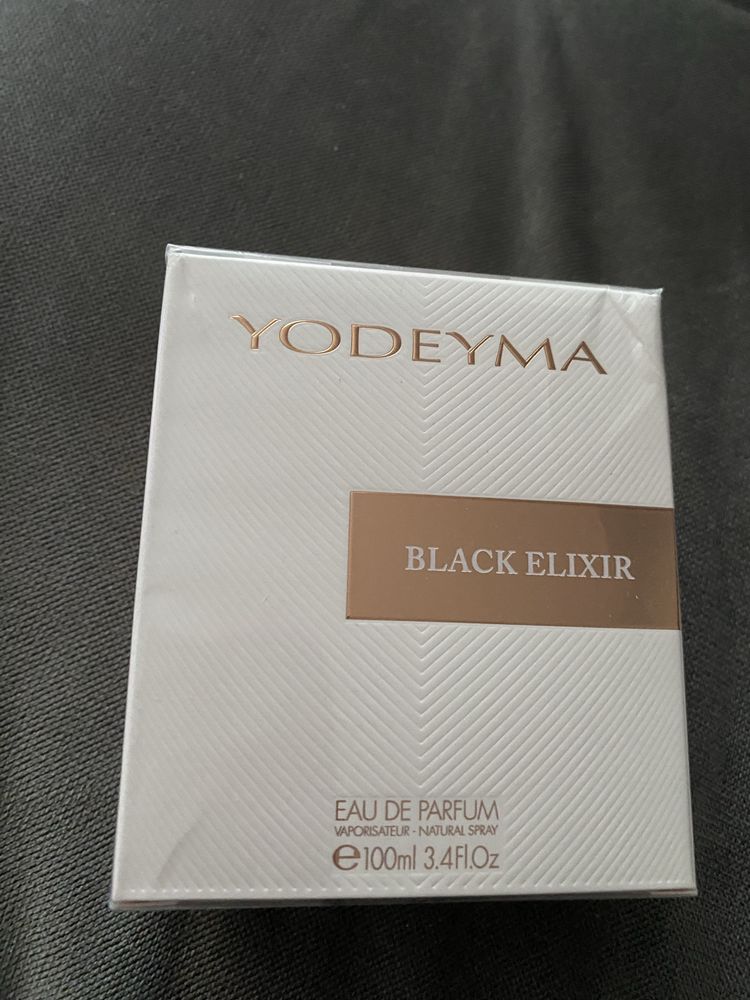 YODEYMA
BLACK ELIXIR
EAU DE PARFUM
VAPORISATEUR - NATURAL SPRAY
℮100ml 3.4Fl.Oz